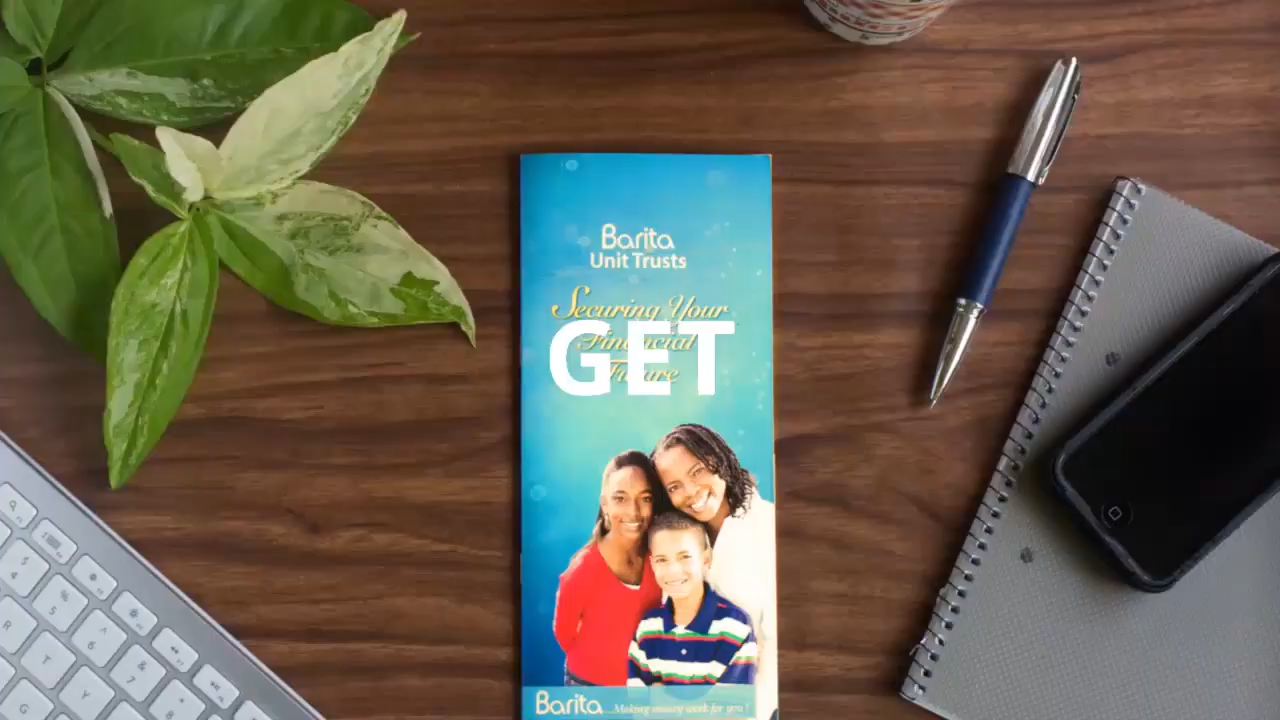 Barita
Unit Trusts
Securing Your
Financial
Future
GET
Barita...Making money work for you!